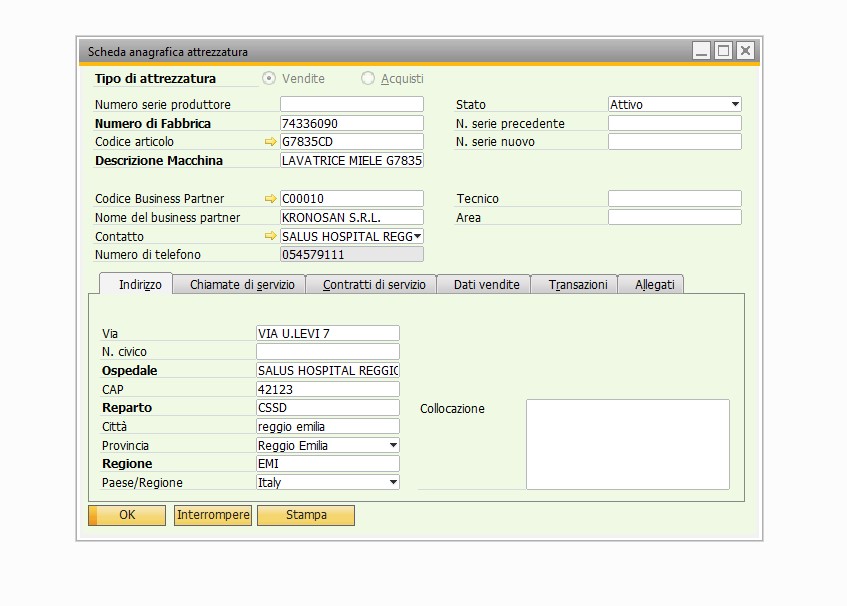 Scheda anagrafica attrezzatura
Tipo di attrezzatura Vendite Acquisti
Numero serie produttore Stato Attivo
Numero di Fabbrica 74336090 N. serie precedente
Codice articolo G7835CD N. serie nuovo
Descrizione Macchina LAVATRICE MIELE G7835
Codice Business Partner C00010 Tecnico
Nome del business partner KRONOSAN S.R.L. Area
Contatto SALUS HOSPITAL REGG
Numero di telefono 054579111
Indirizzo Chiamate di servizio Contratti di servizio Dati vendite Transazioni Allegati
Via VIA U.LEVI 7
N. civico
Ospedale SALUS HOSPITAL REGGIO
CAP 42123
Reparto CSSD Collocazione
Città reggio emilia
Provincia Reggio Emilia
Regione EMI
Paese/Regione Italy
OK Interrompere Stampa